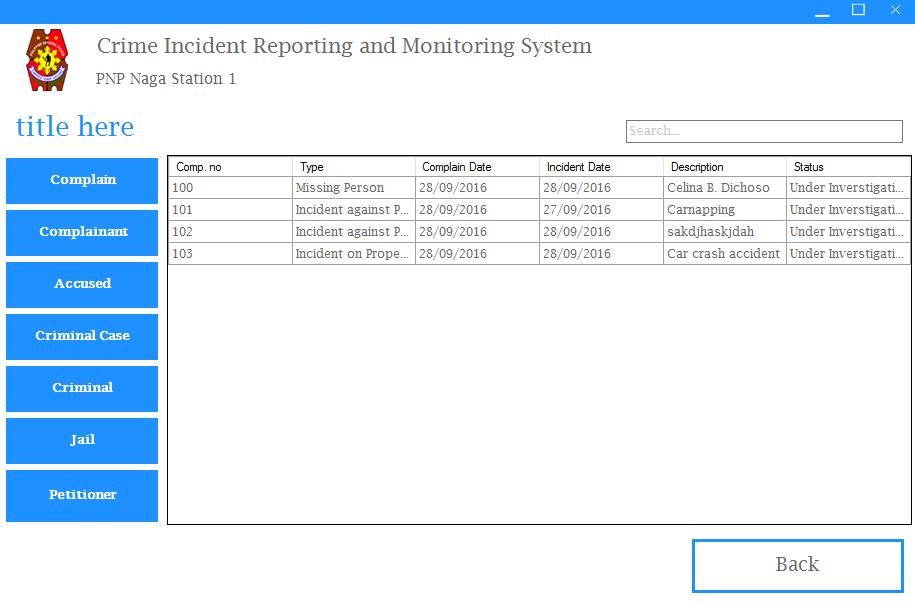 Crime Incident Reporting and Monitoring System
PNP Naga Station 1
title here
Search...
Complain
Complainant
Accused
Criminal Case
Criminal
Jail
Petitioner
Comp. no Type Complain Date Incident Date Description Status
100 Missing Person 28/09/2016 28/09/2016 Celina B. Dichoso Under Inverstigati...
101 Incident against P... 28/09/2016 27/09/2016 Carnapping Under Inverstigati...
102 Incident against P... 28/09/2016 28/09/2016 sakdjhaskjdah Under Inverstigati...
103 Incident on Prope... 28/09/2016 28/09/2016 Car crash accident Under Inverstigati...
Back